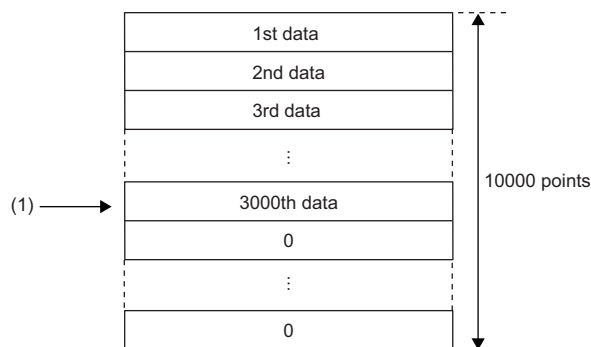 1st data
2nd data
3rd data
⋮
10000 points
(1)
3000th data
0
⋮
0